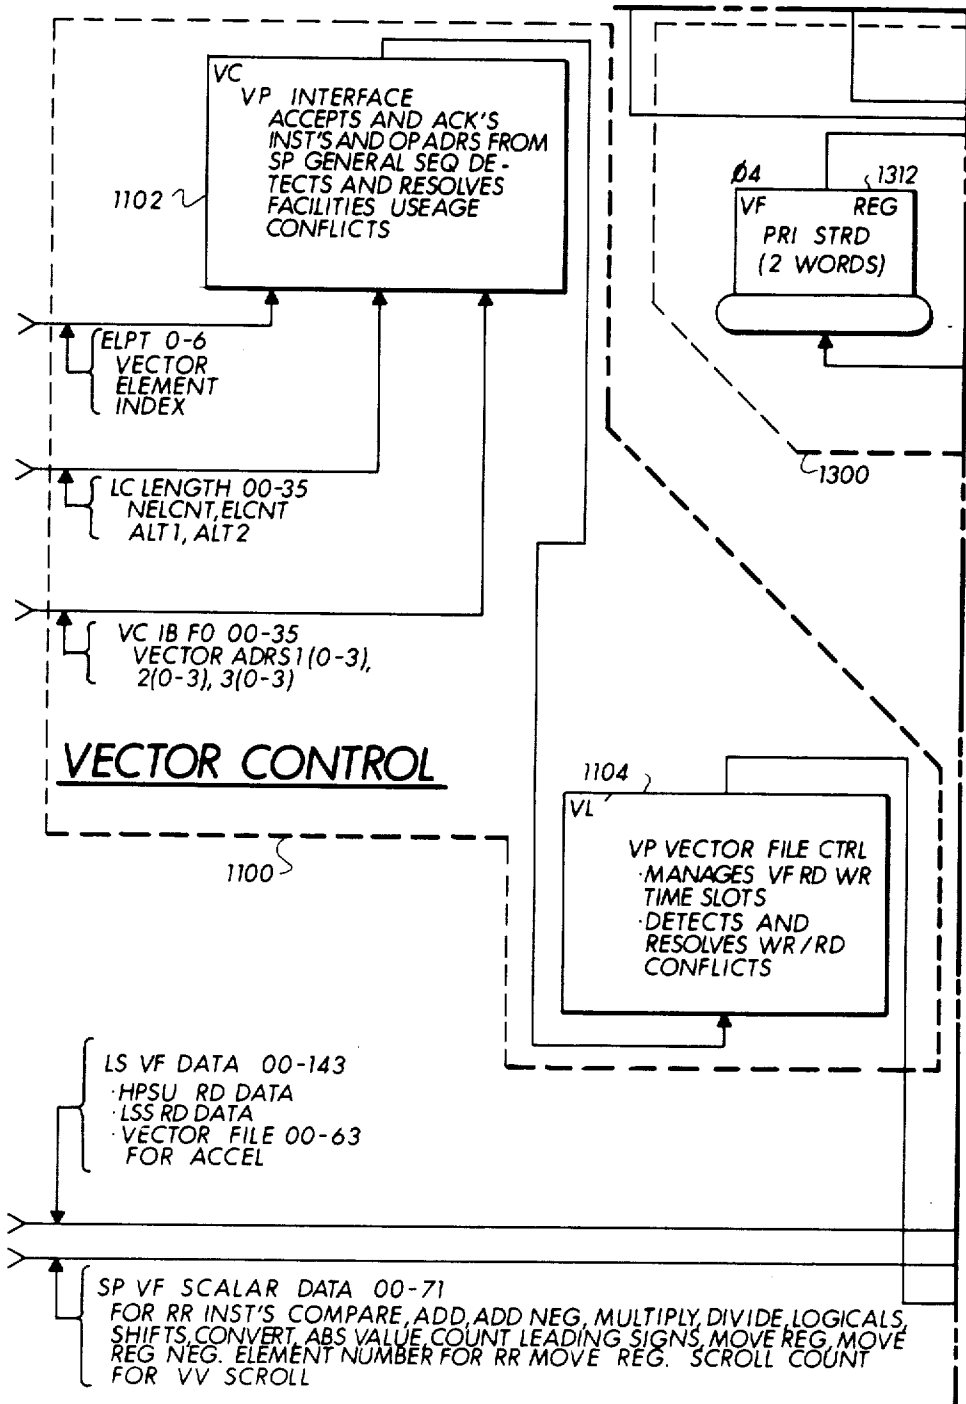 VC
VP INTERFACE
ACCEPTS AND ACK'S
INST'S AND OPADRS FROM
SP GENERAL SEQ DE-
TECTS AND RESOLVES
FACILITIES USEAGE
CONFLICTS
1102
Ø4
1312
VF REG
PRI STRD
(2 WORDS)
ELPT 0-6
VECTOR
ELEMENT
INDEX
1300
LC LENGTH 00-35
NELCNT, ELCNT
ALT1, ALT2
VC IB FO 00-35
VECTOR ADRS1(0-3),
2(0-3), 3(0-3)
VECTOR CONTROL
1104
VL
VP VECTOR FILE CTRL
·MANAGES VF RD WR
TIME SLOTS
·DETECTS AND
RESOLVES WR/RD
CONFLICTS
1100
LS VF DATA 00-143
·HPSU RD DATA
·LSS RD DATA
·VECTOR FILE 00-63
FOR ACCEL
SP VF SCALAR DATA 00-71
FOR RR INST'S COMPARE, ADD, ADD NEG, MULTIPLY, DIVIDE, LOGICALS,
SHIFTS, CONVERT, ABS VALUE, COUNT LEADING SIGNS, MOVE REG, MOVE
REG NEG. ELEMENT NUMBER FOR RR MOVE REG. SCROLL COUNT
FOR VV SCROLL